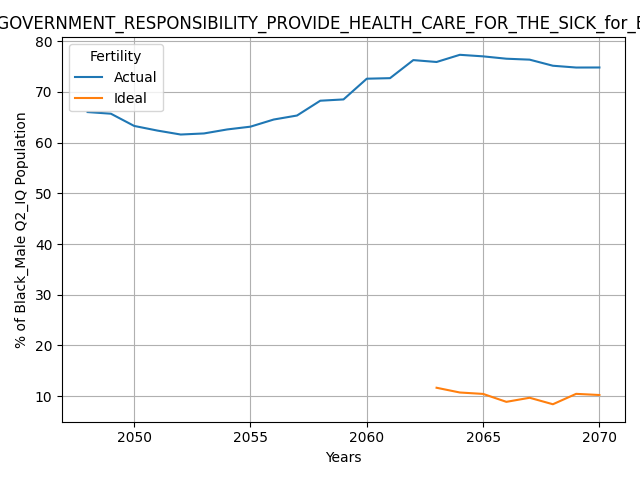 GOVERNMENT_RESPONSIBILITY_PROVIDE_HEALTH_CARE_FOR_THE_SICK_for_
Fertility
Actual
Ideal
% of Black_Male Q2_IQ Population
80
70
60
50
40
30
20
10
2050
2055
2060
2065
2070
Years